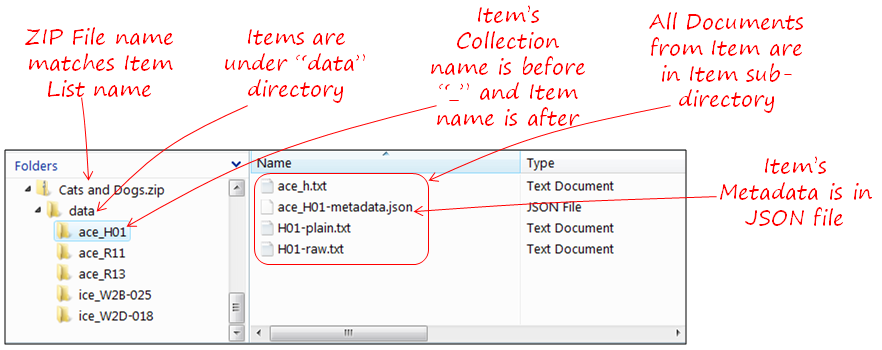 ZIP File name
matches Item
List name
Items are
under “data”
directory
Item's
Collection
name is before
“_” and Item
name is after
All Documents
from Item are
in Item sub-
directory
Folders
Cats and Dogs.zip
data
ace_H01
ace_R11
ace_R13
ice_W2B-025
ice_W2D-018
Name
Type
ace_h.txt
Text Document
ace_H01-metadata.json
JSON File
H01-plain.txt
Text Document
H01-raw.txt
Text Document
Item's
Metadata is in
JSON file